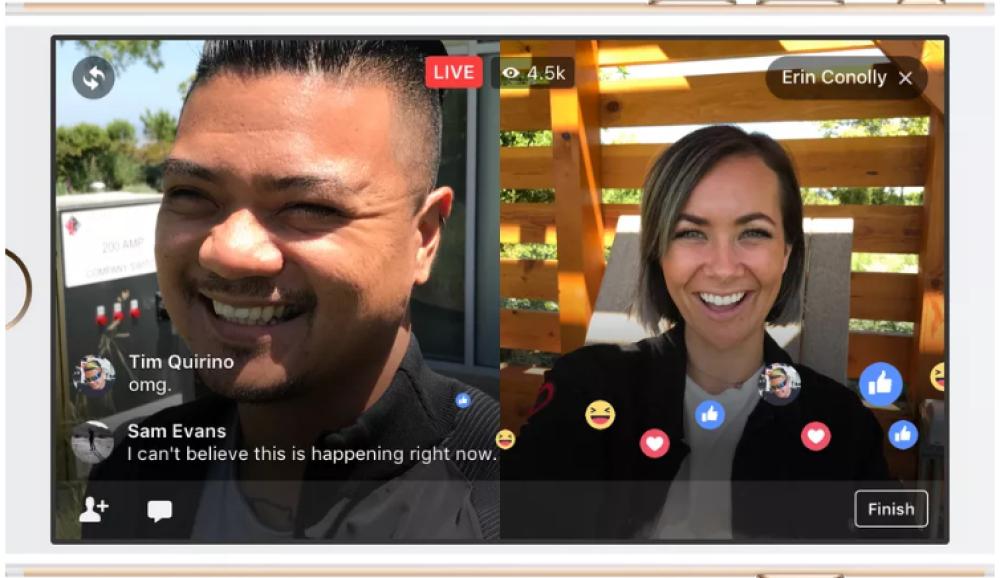 LIVE
4.5k
Erin Conolly
200 AMP
COMPANY SWITCH
Tim Quirino
omg.
Sam Evans
I can't believe this is happening right now.
Finish